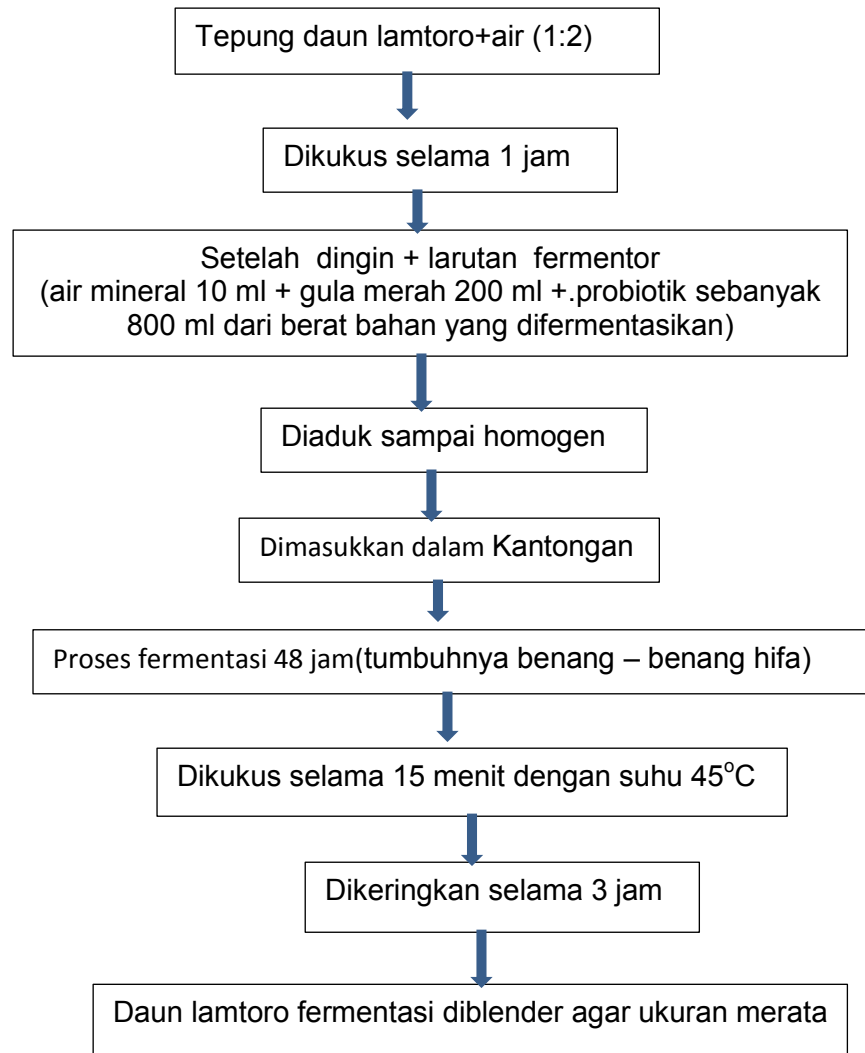 Tepung daun lamtoro+air (1:2)
Dikukus selama 1 jam
Setelah dingin + larutan fermentor
(air mineral 10 ml + gula merah 200 ml +.probiotik sebanyak
800 ml dari berat bahan yang difermentasikan)
Diaduk sampai homogen
Dimasukkan dalam Kantongan
Proses fermentasi 48 jam(tumbuhnya benang – benang hifa)
Dikukus selama 15 menit dengan suhu 45°C
Dikeringkan selama 3 jam
Daun lamtoro fermentasi diblender agar ukuran merata